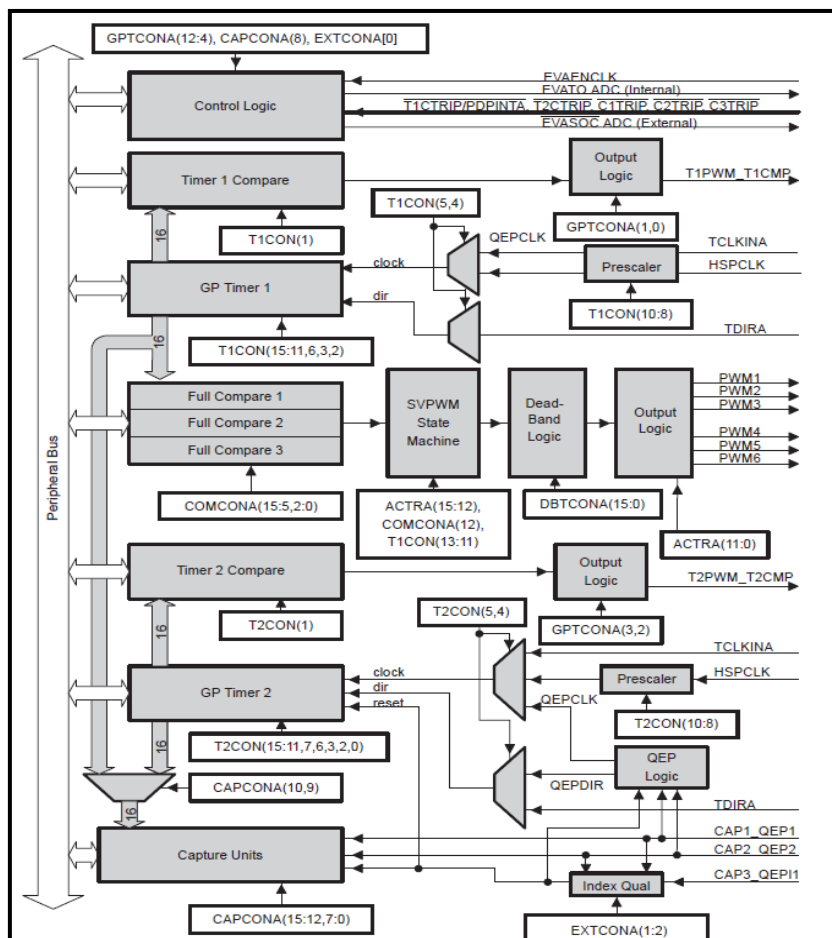 GPTCONA(12:4), CAPCONA(8), EXTCONA[0]
Control Logic
EVAENCLK
EVATO ADC (Internal)
T1CTRIP/PDPINTA, T2CTRIP, C1TRIP, C2TRIP, C3TRIP
EVASOC ADC (External)
Timer 1 Compare
Output
Logic
T1PWM_T1CMP
T1CON(5,4)
GPTCONA(1,0)
16
T1CON(1)
QEPCLK
TCLKINA
clock
Prescaler
HSPCLK
GP Timer 1
dir
T1CON(10:8)
TDIRA
16
T1CON(15:11,6,3,2)
Full Compare 1
Full Compare 2
Full Compare 3
SVPWM
State
Machine
Dead-
Band
Logic
Output
Logic
PWM1
PWM2
PWM3
PWM4
PWM5
PWM6
Peripheral Bus
COMCONA(15:5,2:0)
ACTRA(15:12),
COMCONA(12),
T1CON(13:11)
DBTCONA(15:0)
ACTRA(11:0)
Timer 2 Compare
Output
Logic
T2PWM_T2CMP
T2CON(1)
T2CON(5,4)
GPTCONA(3,2)
16
TCLKINA
clock
Prescaler
HSPCLK
GP Timer 2
dir
reset
QEPCLK
T2CON(10:8)
T2CON(15:11,7,6,3,2,0)
16
QEP
Logic
CAPCONA(10,9)
QEPDIR
TDIRA
16
Capture Units
CAP1_QEP1
CAP2_QEP2
CAP3_QEPI1
Index Qual
CAPCONA(15:12,7:0)
EXTCONA(1:2)